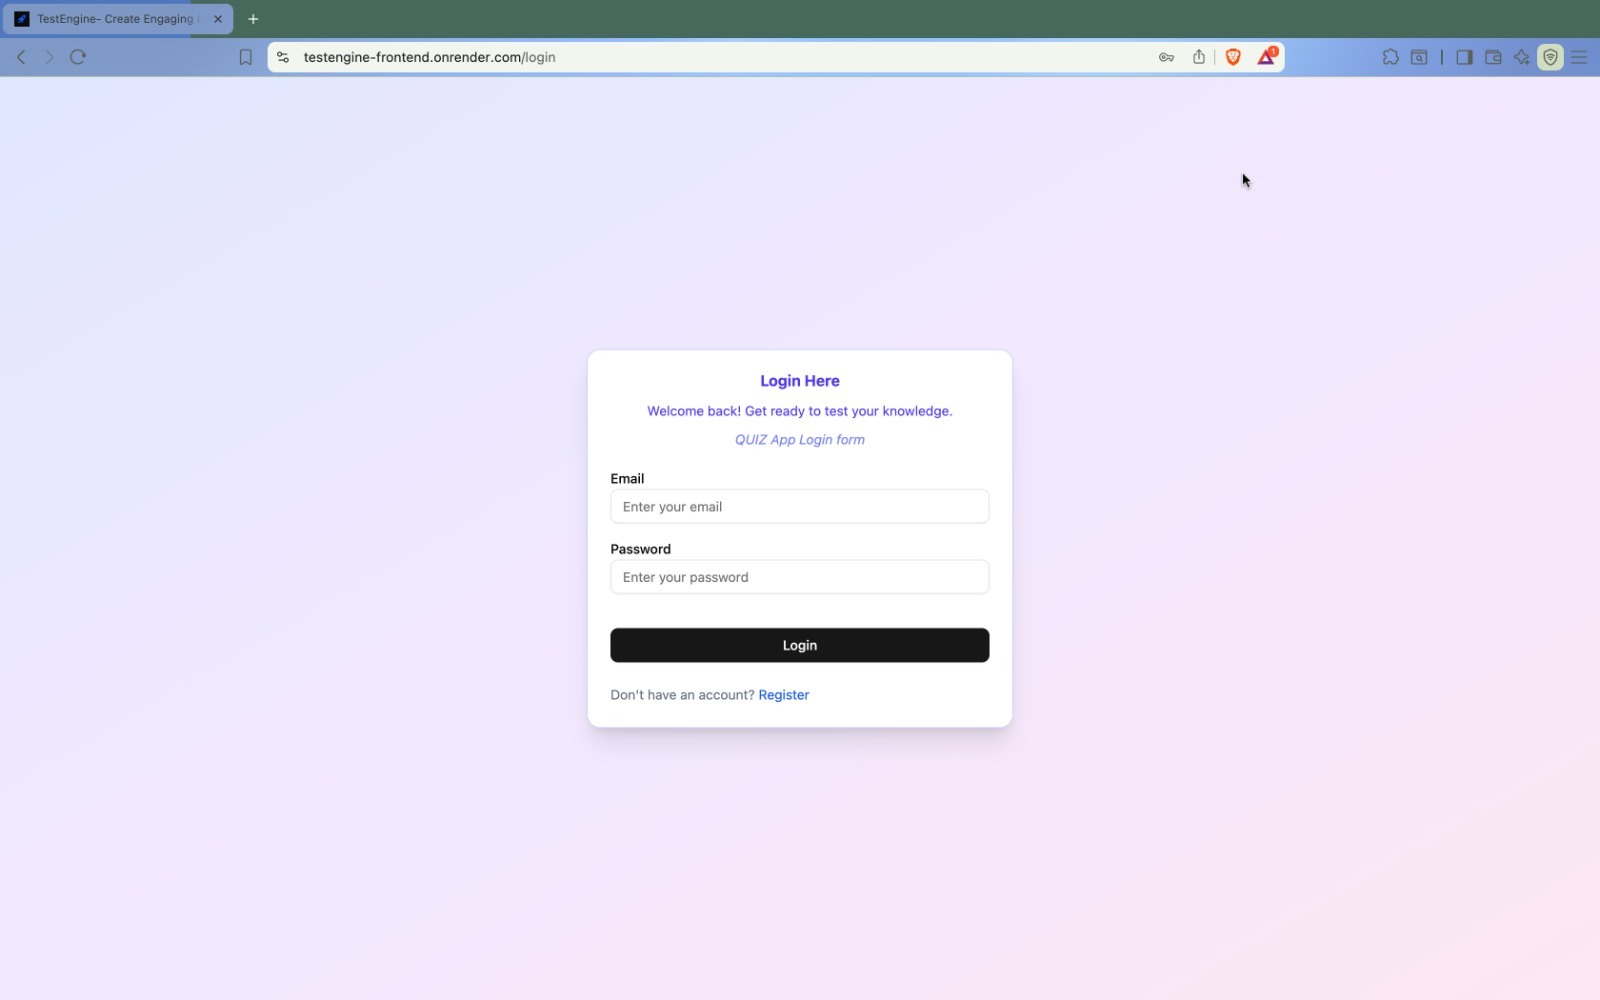 TestEngine- Create Engaging
testengine-frontend.onrender.com/login
1
Login Here
Welcome back! Get ready to test your knowledge.
QUIZ App Login form
Email
Enter your email
Password
Enter your password
Login
Don't have an account? Register